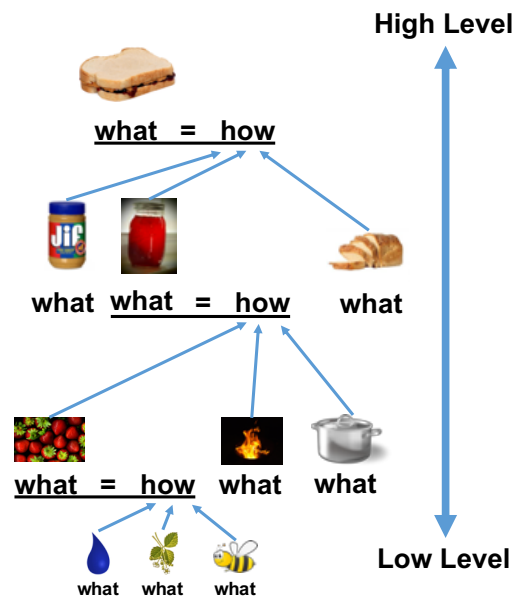 High Level
what = how
Jif
what what = how what
what = how what what
Low Level
what what what